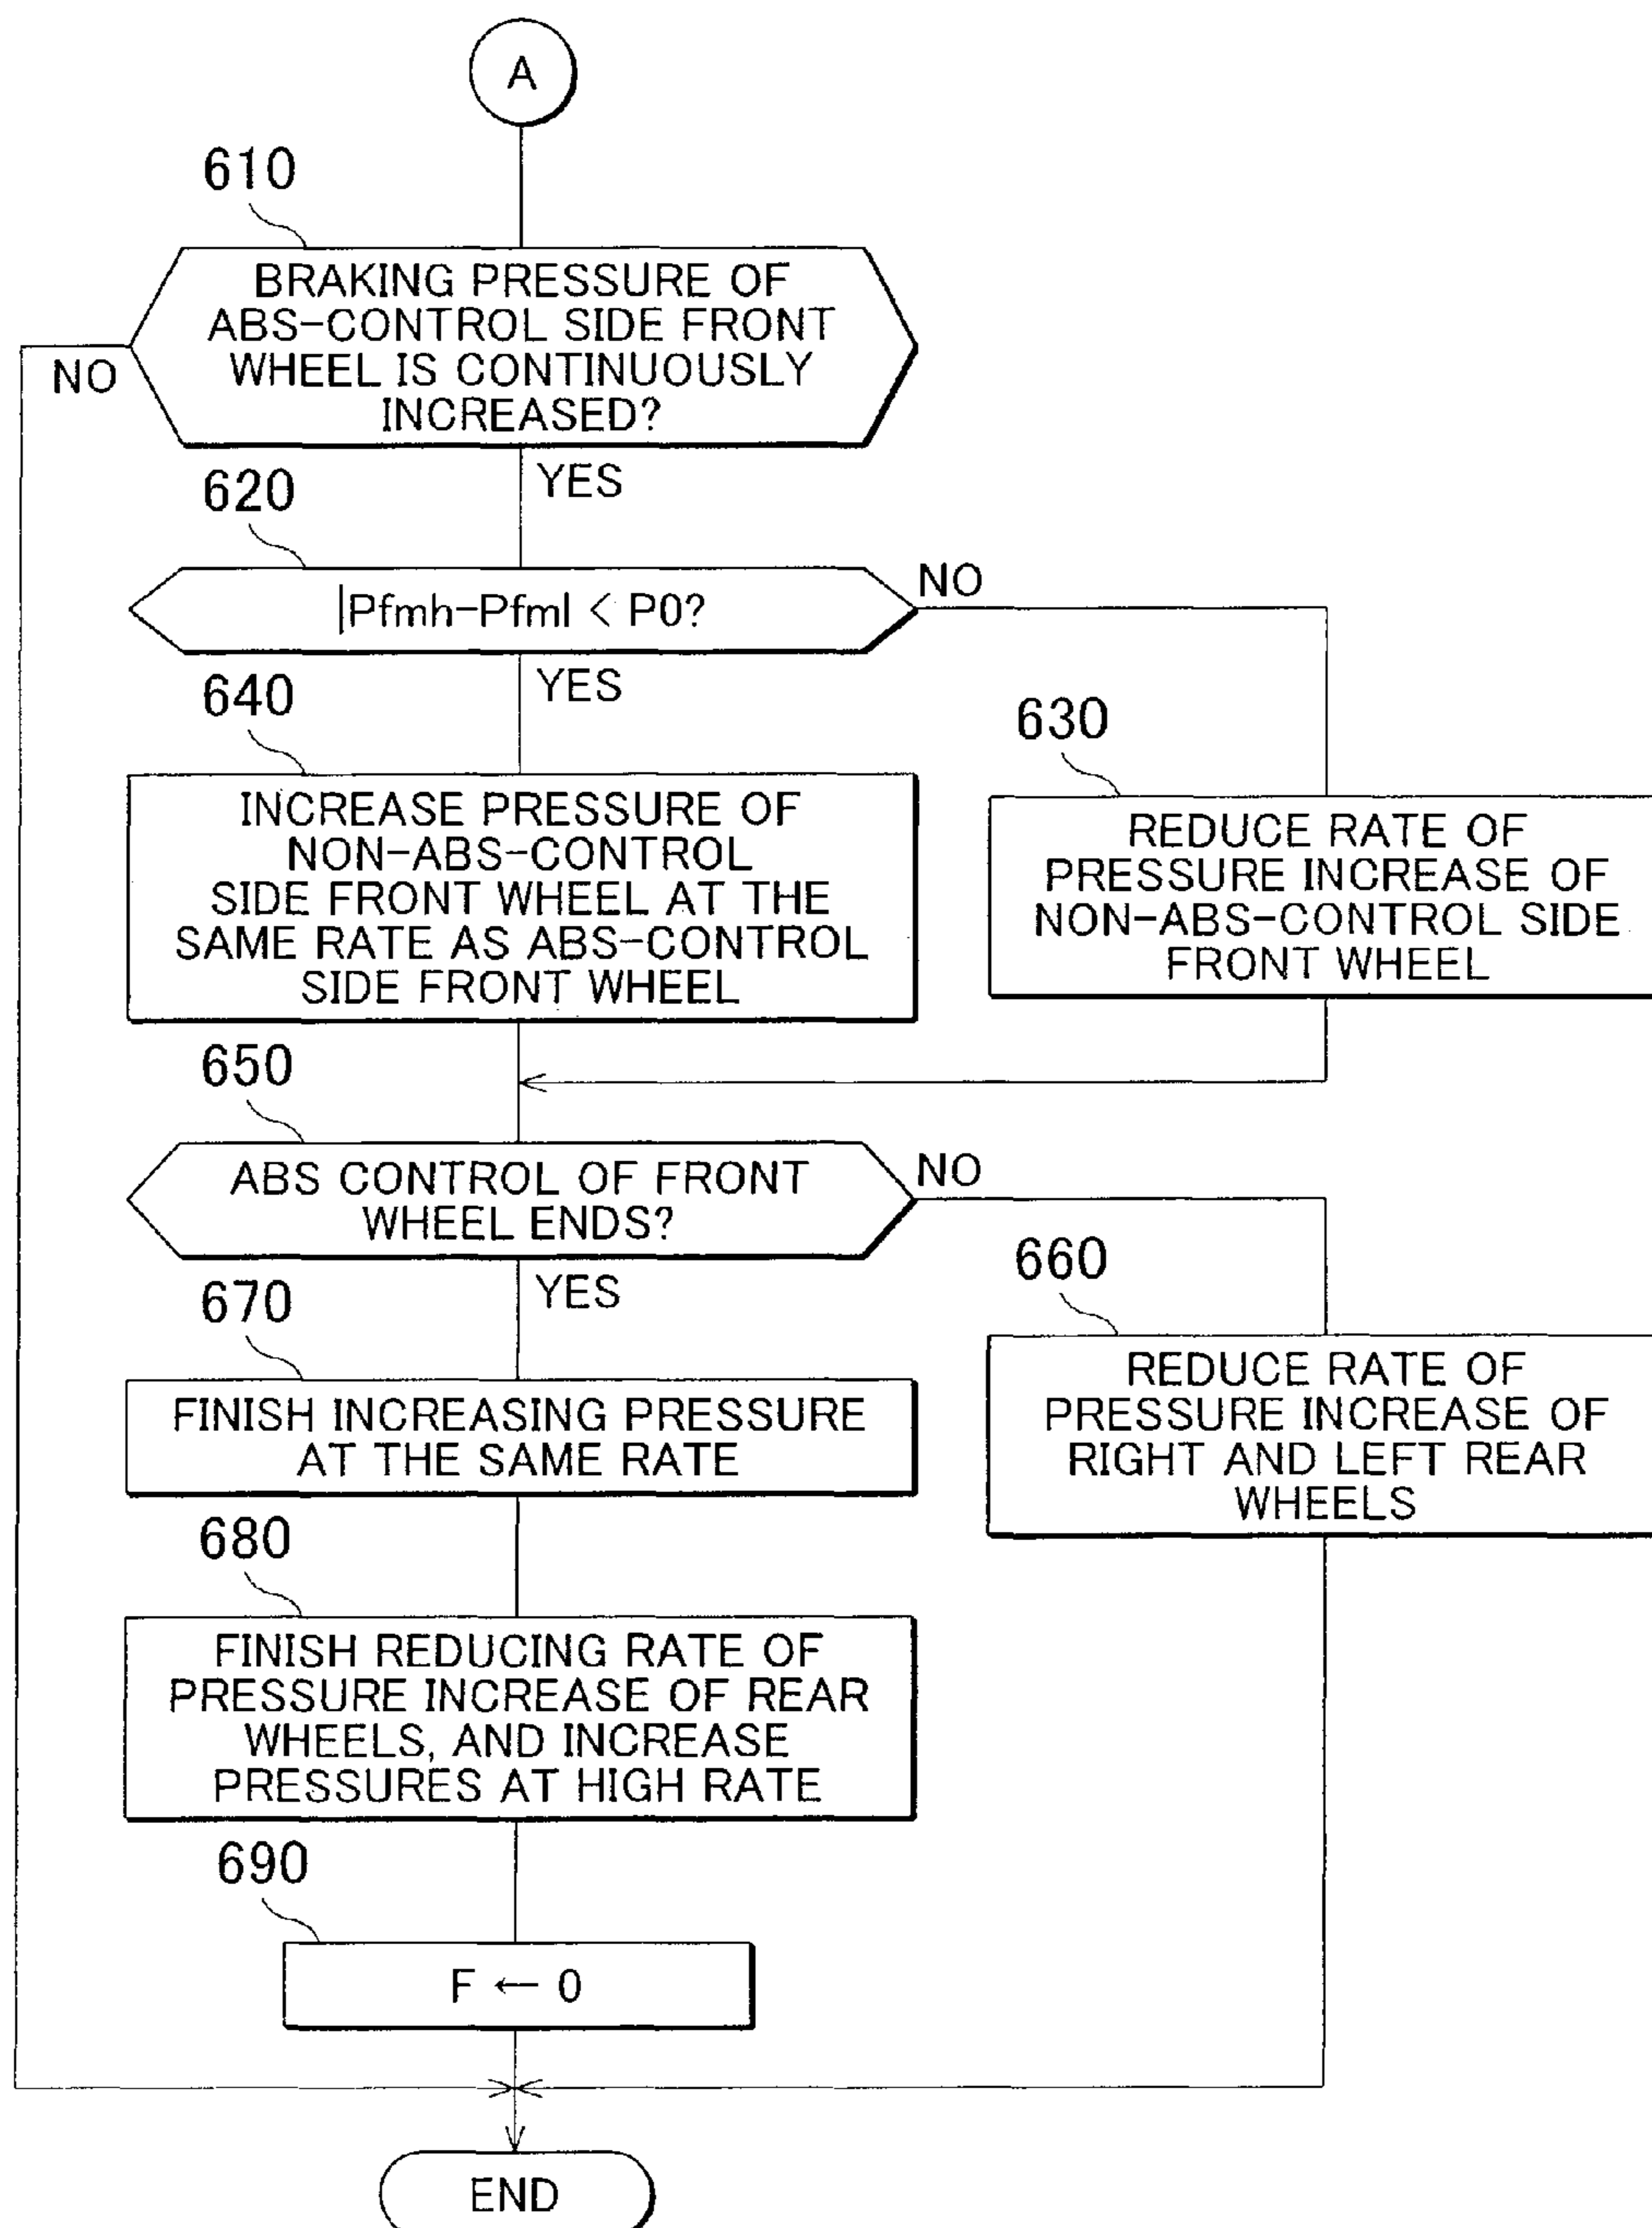 A
610
BRAKING PRESSURE OF
ABS-CONTROL SIDE FRONT
WHEEL IS CONTINUOUSLY
INCREASED?
NO
YES
620
|Pfmh-Pfml < P0?
NO
YES
640
INCREASE PRESSURE OF
NON-ABS-CONTROL
SIDE FRONT WHEEL AT THE
SAME RATE AS ABS-CONTROL
SIDE FRONT WHEEL
630
REDUCE RATE OF
PRESSURE INCREASE OF
NON-ABS-CONTROL SIDE
FRONT WHEEL
650
ABS CONTROL OF FRONT
WHEEL ENDS?
NO
YES
660
REDUCE RATE OF
PRESSURE INCREASE OF
RIGHT AND LEFT REAR
WHEELS
670
FINISH INCREASING PRESSURE
AT THE SAME RATE
680
FINISH REDUCING RATE OF
PRESSURE INCREASE OF REAR
WHEELS, AND INCREASE
PRESSURES AT HIGH RATE
690
F ← 0
END